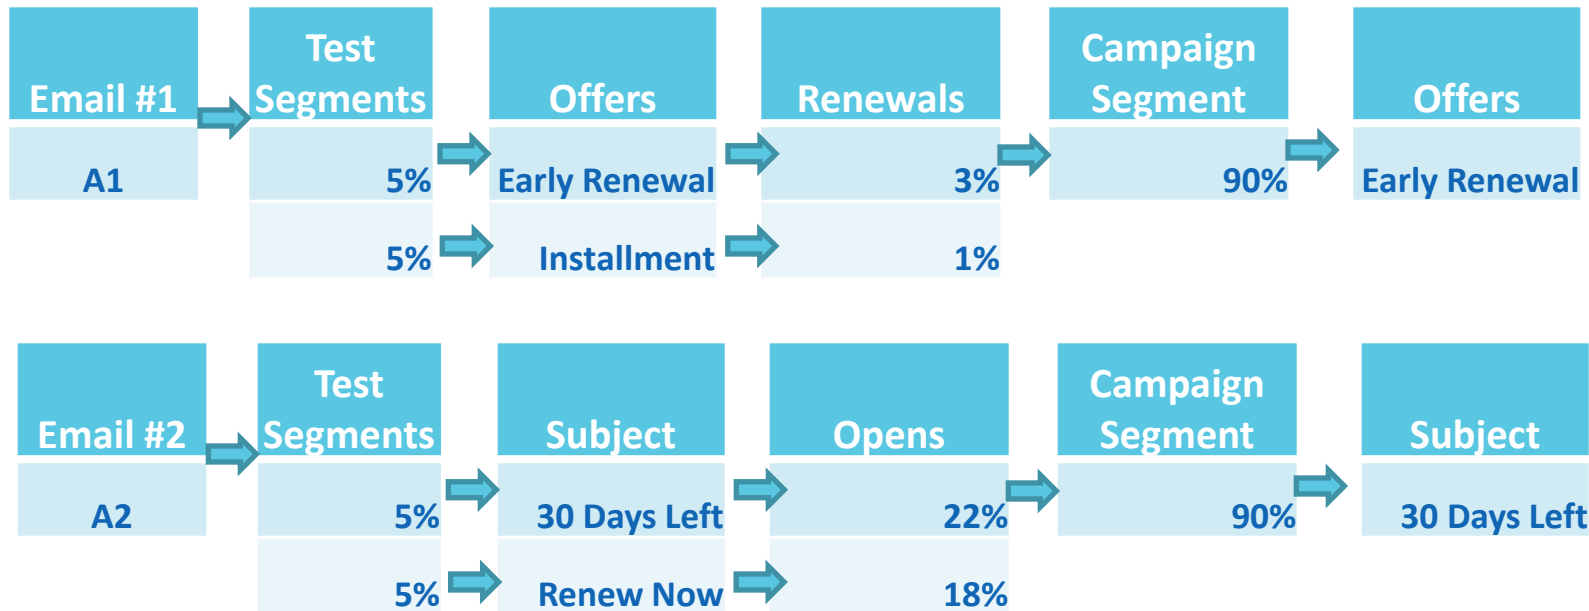 Email #1
Test
Segments
Offers
Renewals
Campaign
Segment
Offers
A1
5%
Early Renewal
3%
90%
Early Renewal
5%
Installment
1%
Email #2
Test
Segments
Subject
Opens
Campaign
Segment
Subject
A2
5%
30 Days Left
22%
90%
30 Days Left
5%
Renew Now
18%